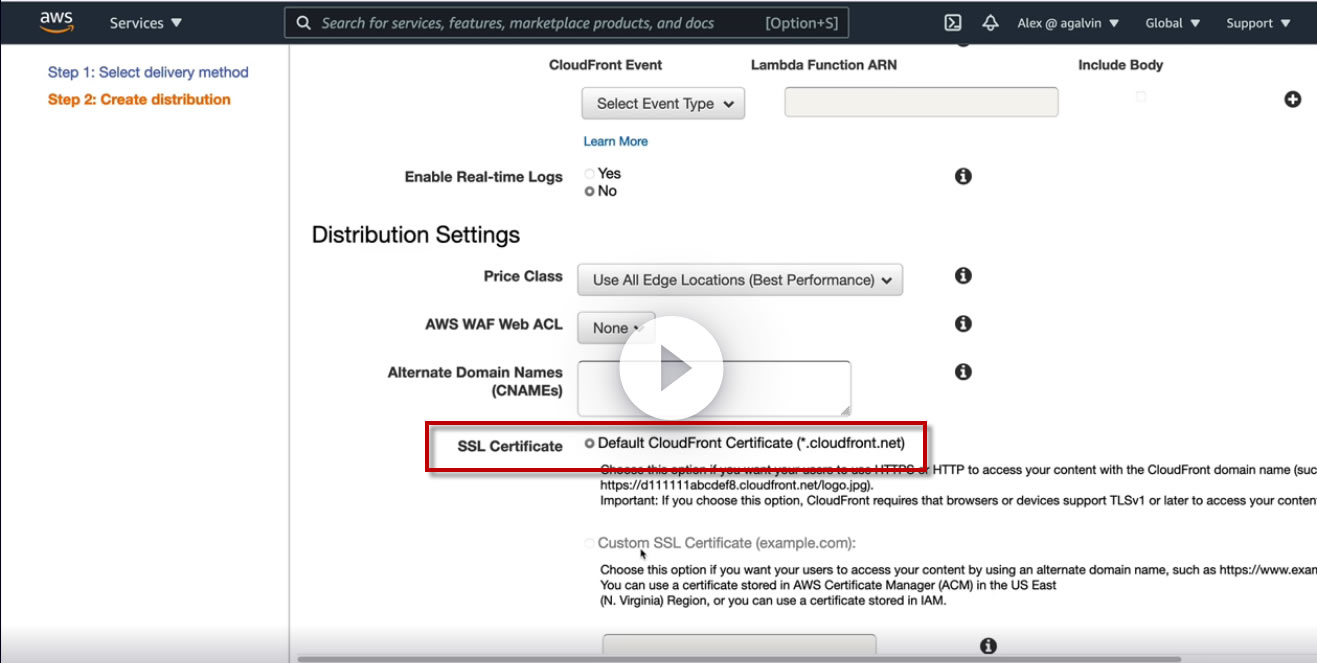 aws Services Search for services, features, marketplace products, and docs [Option+S] Alex @ agalvin Global Support
Step 1: Select delivery method
Step 2: Create distribution
CloudFront Event Lambda Function ARN Include Body
Select Event Type
Learn More
Enable Real-time Logs Yes
No
Distribution Settings
Price Class Use All Edge Locations (Best Performance)
AWS WAF Web ACL None
Alternate Domain Names
(CNAMEs)
SSL Certificate Default CloudFront Certificate (*.cloudfront.net)
Choose this option if you want your users to use HTTPS or HTTP to access your content with the CloudFront domain name (suc
https://d111111abcdef8.cloudfront.net/logo.jpg).
Important: If you choose this option, CloudFront requires that browsers or devices support TLSv1 or later to access your conten
Custom SSL Certificate (example.com):
Choose this option if you want your users to access your content by using an alternate domain name, such as https://www.exam
You can use a certificate stored in AWS Certificate Manager (ACM) in the US East
(N. Virginia) Region, or you can use a certificate stored in IAM.